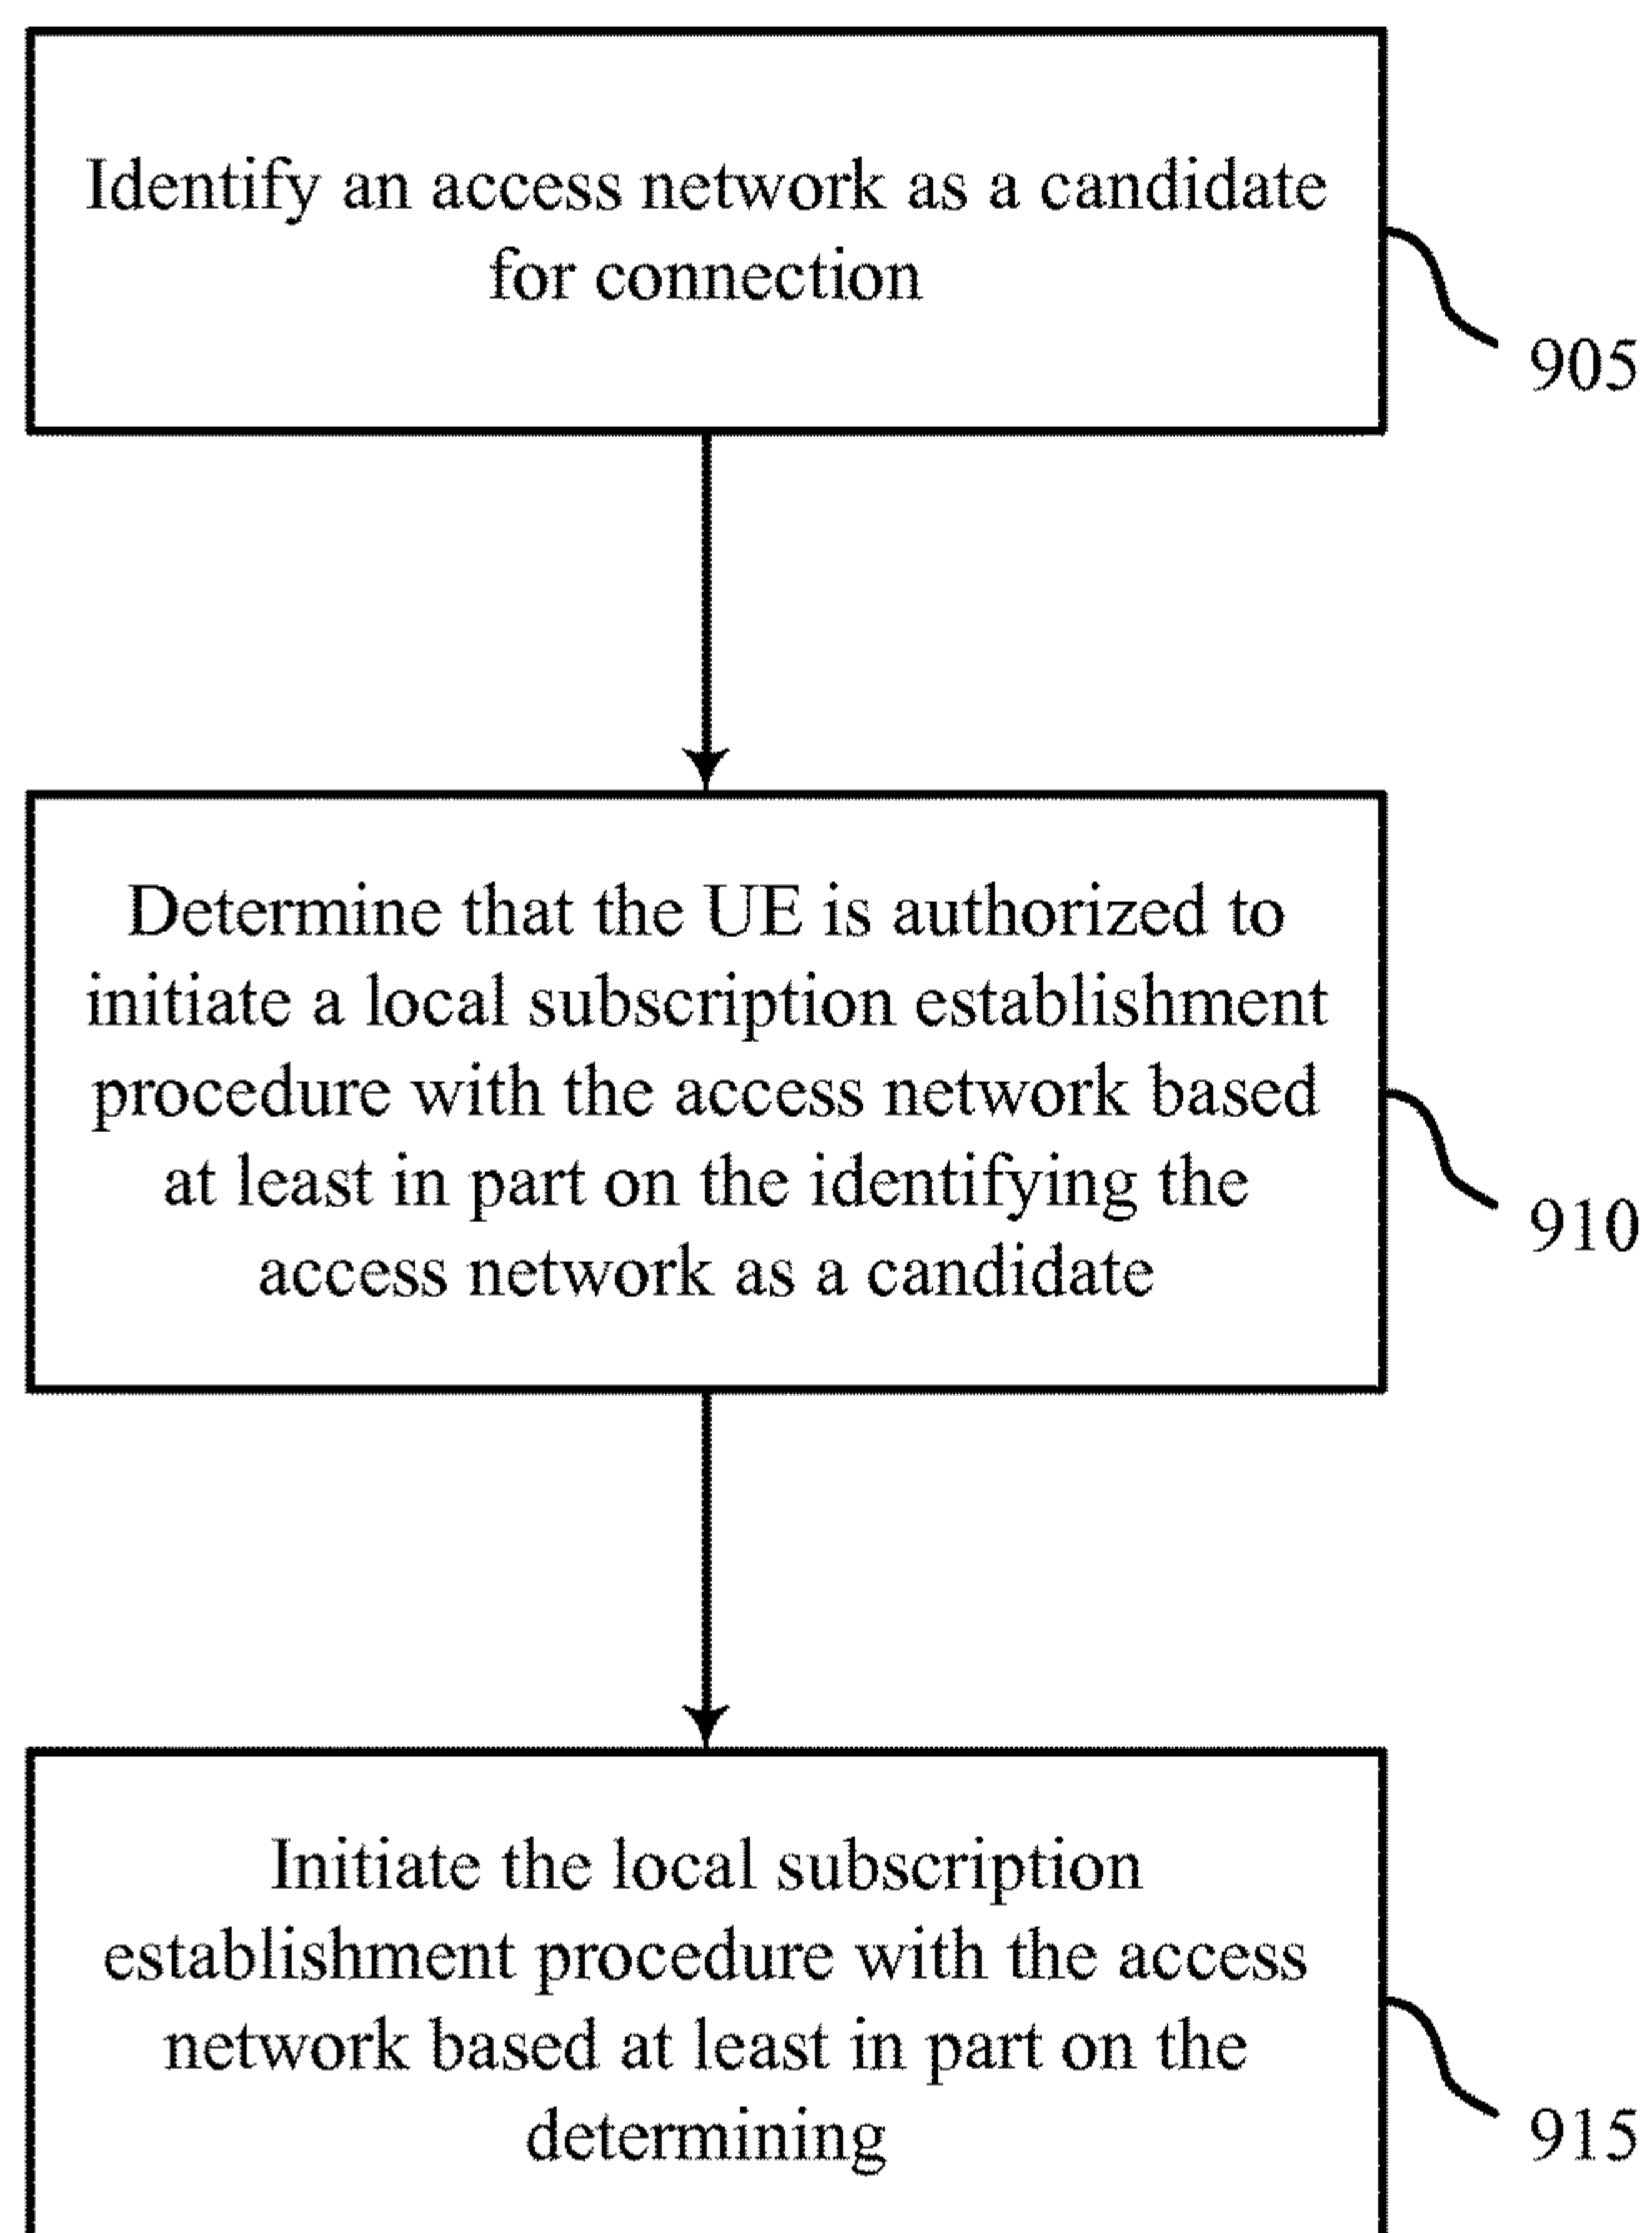 Identify an access network as a candidate
for connection
905
Determine that the UE is authorized to
initiate a local subscription establishment
procedure with the access network based
at least in part on the identifying the
access network as a candidate
910
Initiate the local subscription
establishment procedure with the access
network based at least in part on the
determining
915